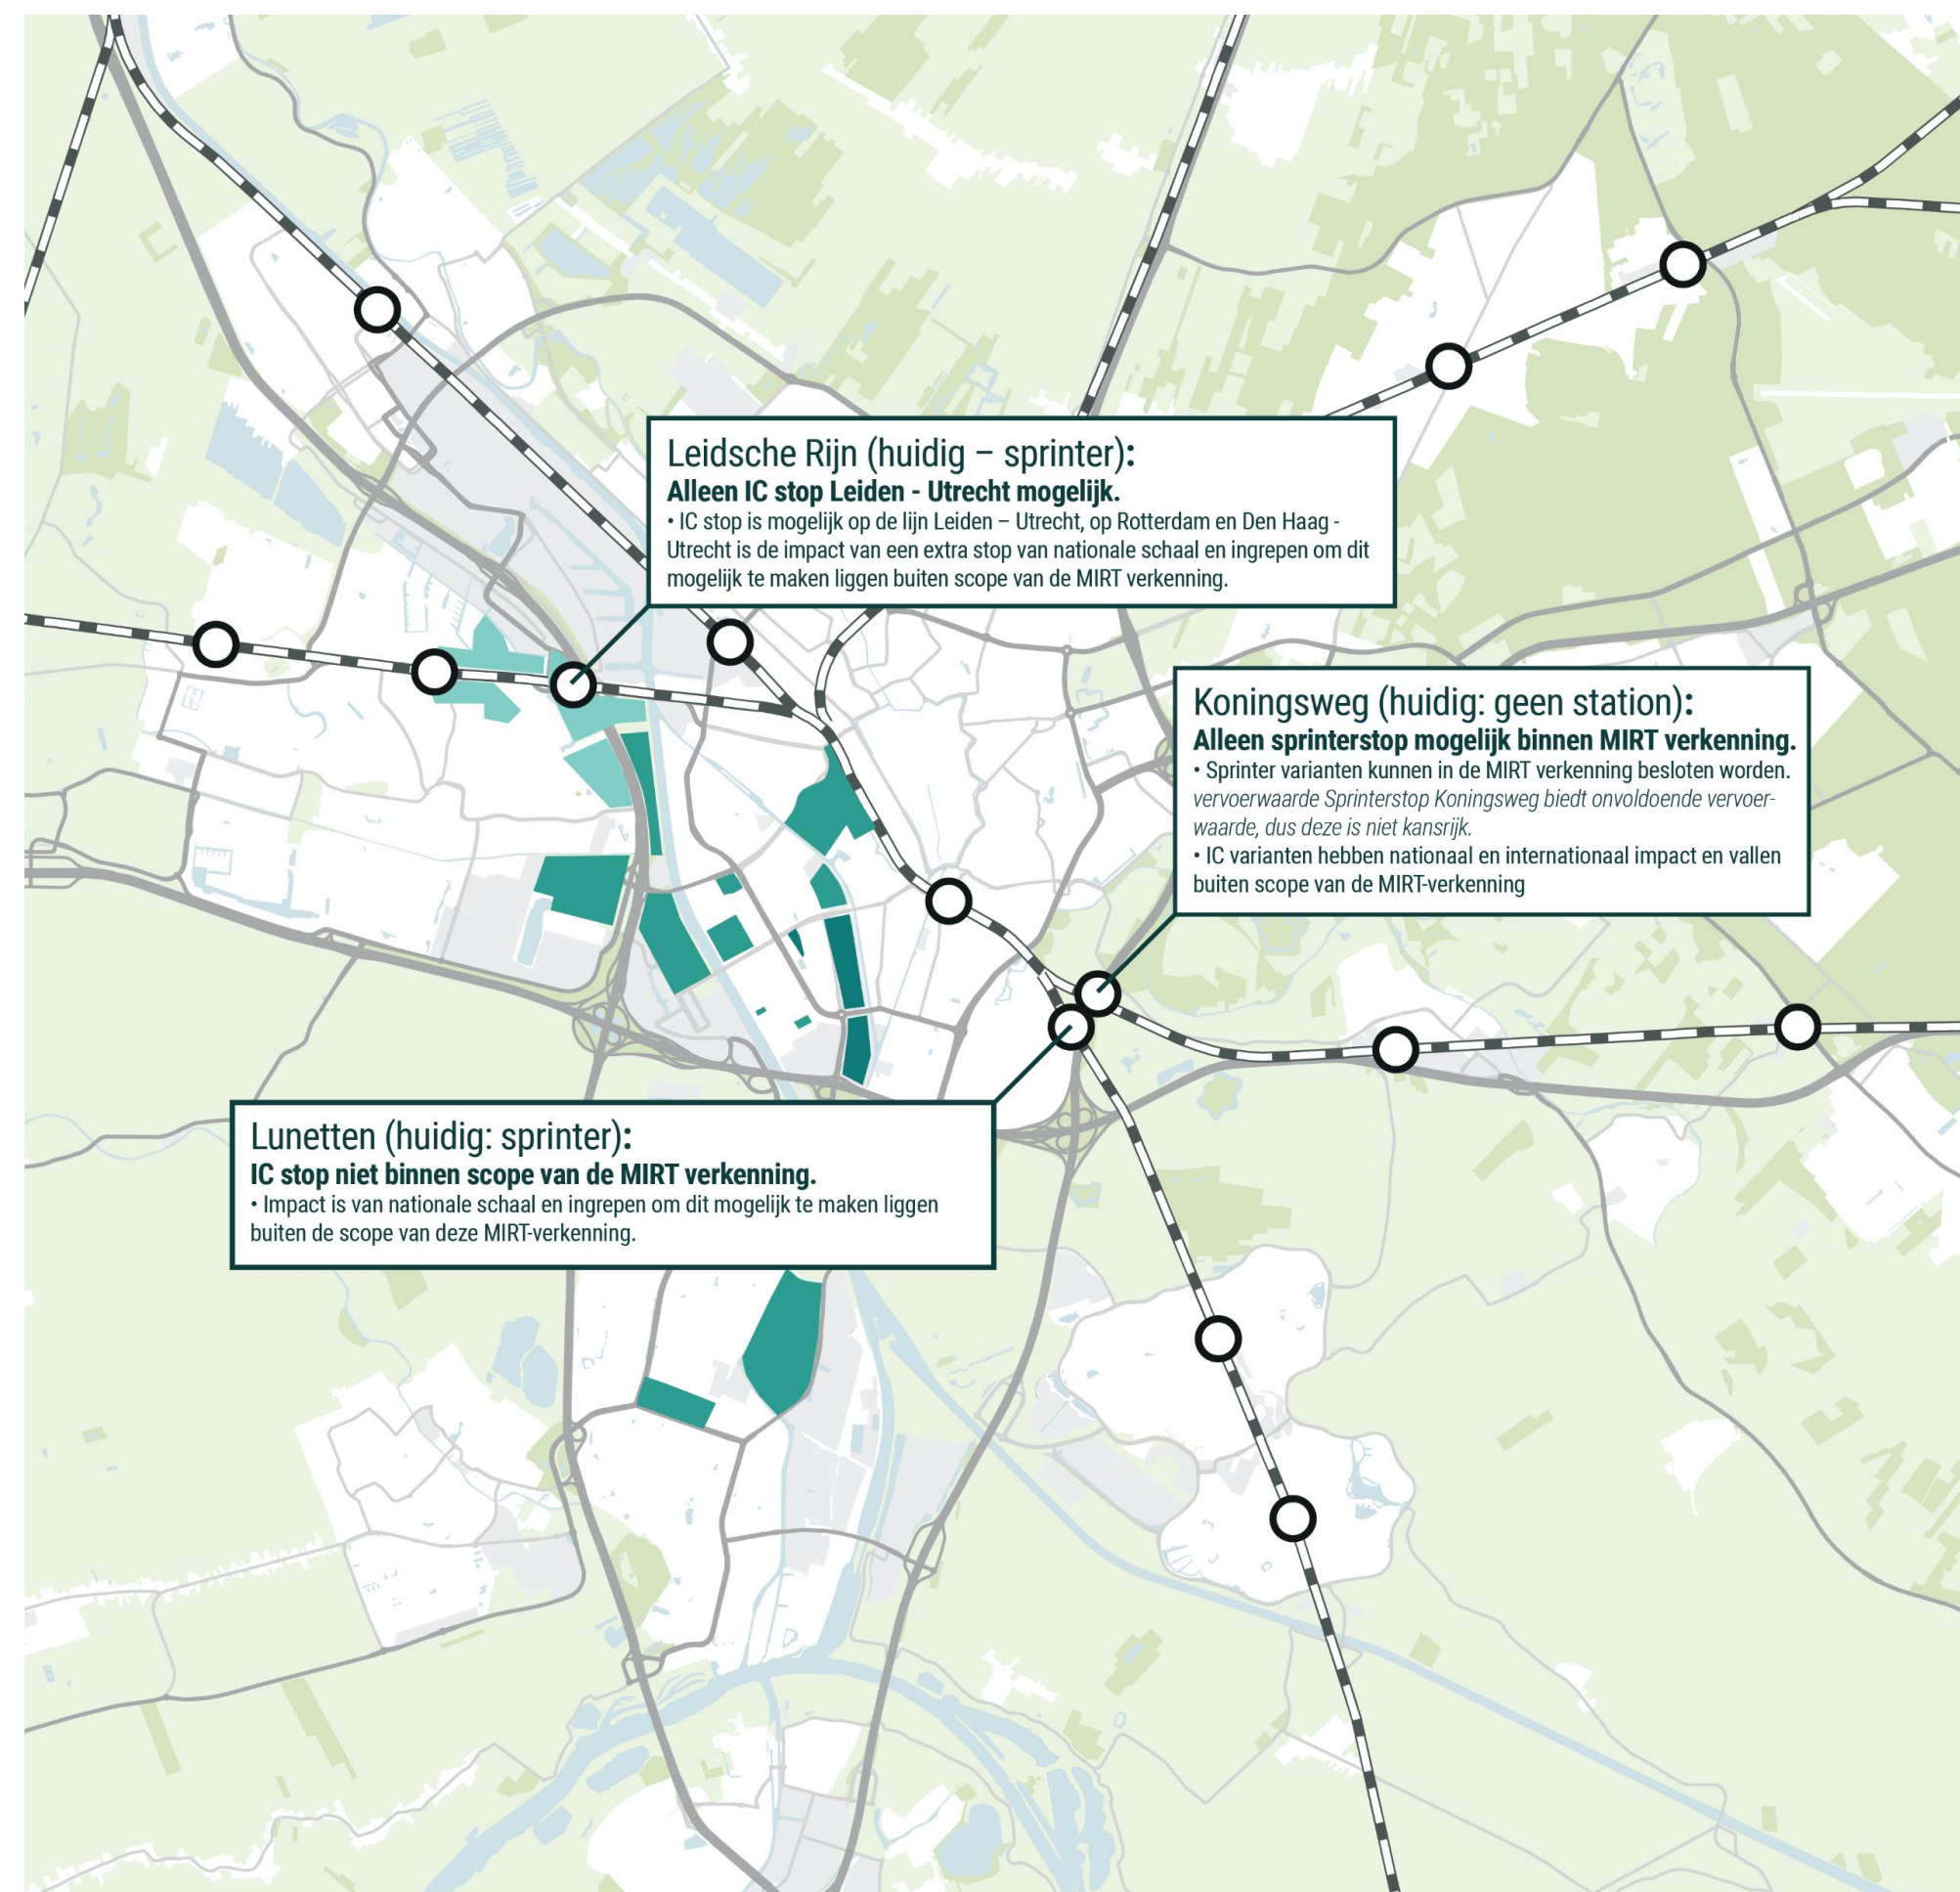 Leidsche Rijn (huidig – sprinter):
Alleen IC stop Leiden - Utrecht mogelijk.
• IC stop is mogelijk op de lijn Leiden – Utrecht, op Rotterdam en Den Haag -
Utrecht is de impact van een extra stop van nationale schaal en ingrepen om dit
mogelijk te maken liggen buiten scope van de MIRT verkenning.
Koningsweg (huidig: geen station):
Alleen sprinterstop mogelijk binnen MIRT verkenning.
• Sprinter varianten kunnen in de MIRT verkenning besloten worden.
vervoerwaarde Sprinterstop Koningsweg biedt onvoldoende vervoer-
waarde, dus deze is niet kansrijk.
• IC varianten hebben nationaal en internationaal impact en vallen
buiten scope van de MIRT-verkenning
Lunetten (huidig: sprinter):
IC stop niet binnen scope van de MIRT verkenning.
• Impact is van nationale schaal en ingrepen om dit mogelijk te maken liggen
buiten de scope van deze MIRT-verkenning.